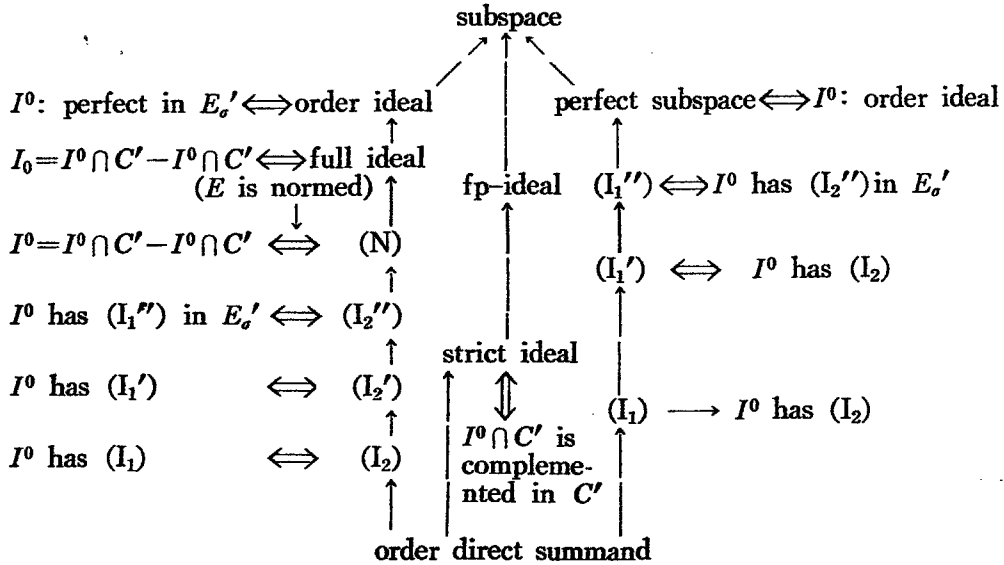 subspace
I⁰: perfect in E_σ′ ⟺ order ideal    perfect subspace ⟺ I⁰: order ideal
I₀ = I⁰ ∩ C′ − I⁰ ∩ C′ ⟺ full ideal
(E is normed)    fp-ideal    (I₁″) ⟺ I⁰ has (I₂″) in E_σ′
I⁰ = I⁰ ∩ C′ − I⁰ ∩ C′ ⟺ (N)
(I₁′) ⟺ I⁰ has (I₂)
I⁰ has (I₁″) in E_σ′ ⟺ (I₂″)
strict ideal
I⁰ has (I₁′) ⟺ (I₂′)
(I₁) → I⁰ has (I₂)
I⁰ has (I₁) ⟺ (I₂)
I⁰ ∩ C′ is
compleme-
nted in C′
order direct summand